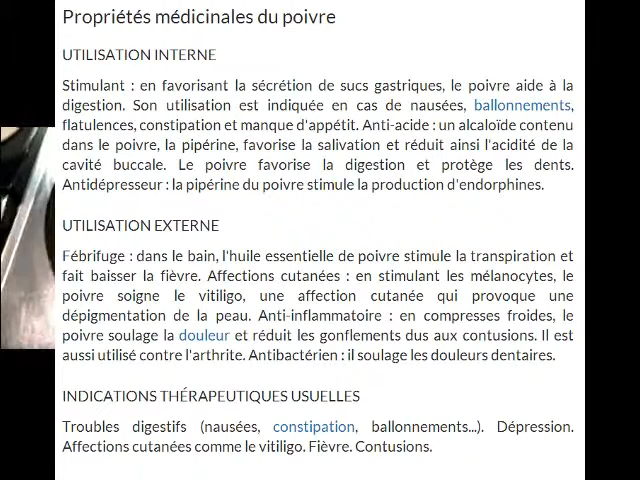 Propriétés médicinales du poivre
UTILISATION INTERNE
Stimulant : en favorisant la sécrétion de sucs gastriques, le poivre aide à la
digestion. Son utilisation est indiquée en cas de nausées, ballonnements,
flatulences, constipation et manque d'appétit. Anti-acide : un alcaloïde contenu
dans le poivre, la pipérine, favorise la salivation et réduit ainsi l'acidité de la
cavité buccale. Le poivre favorise la digestion et protège les dents.
Antidépresseur : la pipérine du poivre stimule la production d'endorphines.
UTILISATION EXTERNE
Fébrifuge : dans le bain, l'huile essentielle de poivre stimule la transpiration et
fait baisser la fièvre. Affections cutanées : en stimulant les mélanocytes, le
poivre soigne le vitiligo, une affection cutanée qui provoque une
dépigmentation de la peau. Anti-inflammatoire : en compresses froides, le
poivre soulage la douleur et réduit les gonflements dus aux contusions. Il est
aussi utilisé contre l'arthrite. Antibactérien : il soulage les douleurs dentaires.
INDICATIONS THÉRAPEUTIQUES USUELLES
Troubles digestifs (nausées, constipation, ballonnements...). Dépression.
Affections cutanées comme le vitiligo. Fièvre. Contusions.